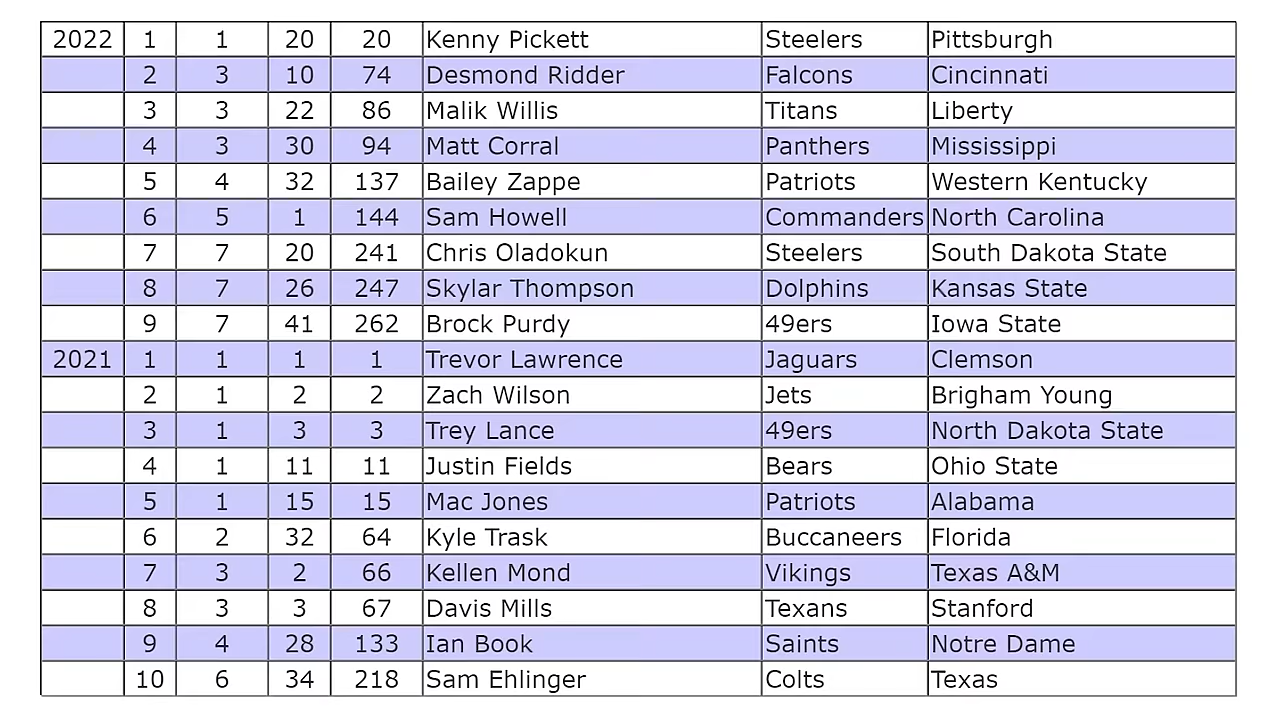 2022 1 1 20 20 Kenny Pickett Steelers Pittsburgh
2 3 10 74 Desmond Ridder Falcons Cincinnati
3 3 22 86 Malik Willis Titans Liberty
4 3 30 94 Matt Corral Panthers Mississippi
5 4 32 137 Bailey Zappe Patriots Western Kentucky
6 5 1 144 Sam Howell Commanders North Carolina
7 7 20 241 Chris Oladokun Steelers South Dakota State
8 7 26 247 Skylar Thompson Dolphins Kansas State
9 7 41 262 Brock Purdy 49ers Iowa State
2021 1 1 1 1 Trevor Lawrence Jaguars Clemson
2 1 2 2 Zach Wilson Jets Brigham Young
3 1 3 3 Trey Lance 49ers North Dakota State
4 1 11 11 Justin Fields Bears Ohio State
5 1 15 15 Mac Jones Patriots Alabama
6 2 32 64 Kyle Trask Buccaneers Florida
7 3 2 66 Kellen Mond Vikings Texas A&M
8 3 3 67 Davis Mills Texans Stanford
9 4 28 133 Ian Book Saints Notre Dame
10 6 34 218 Sam Ehlinger Colts Texas